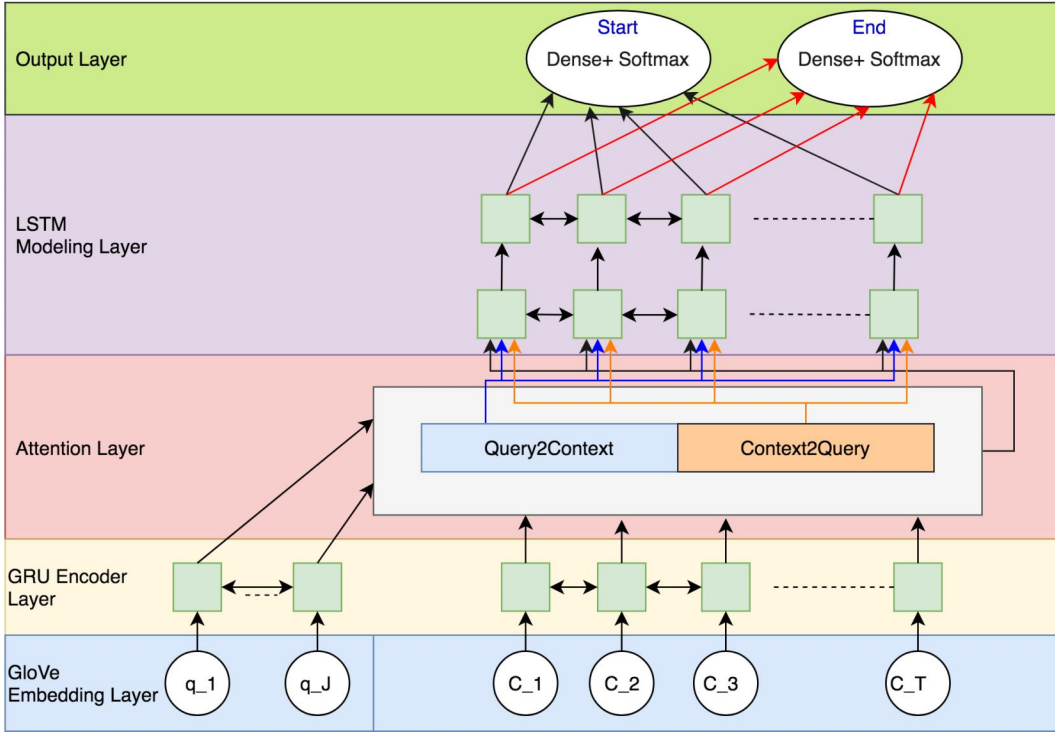 Start
End
Output Layer
Dense+ Softmax
Dense+ Softmax
LSTM
Modeling Layer
Attention Layer
Query2Context
Context2Query
GRU Encoder
Layer
GloVe
Embedding Layer
q_1
q_J
C_1
C_2
C_3
C_T